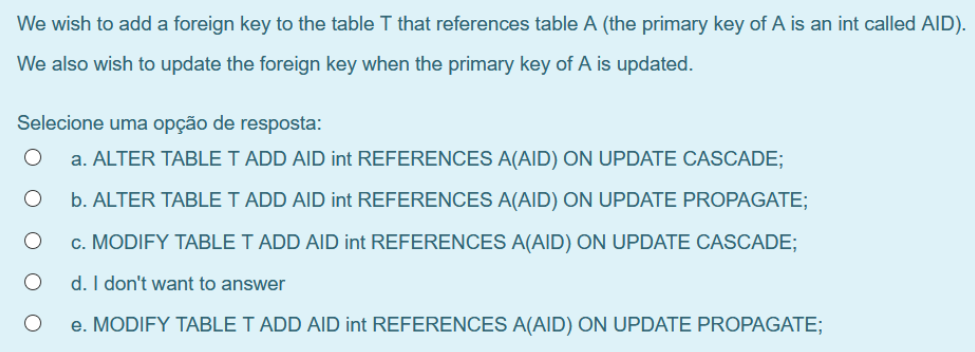 We wish to add a foreign key to the table T that references table A (the primary key of A is an int called AID).
We also wish to update the foreign key when the primary key of A is updated.
Selecione uma opção de resposta:
a. ALTER TABLE T ADD AID int REFERENCES A(AID) ON UPDATE CASCADE;
b. ALTER TABLE T ADD AID int REFERENCES A(AID) ON UPDATE PROPAGATE;
c. MODIFY TABLE T ADD AID int REFERENCES A(AID) ON UPDATE CASCADE;
d. I don't want to answer
e. MODIFY TABLE T ADD AID int REFERENCES A(AID) ON UPDATE PROPAGATE;